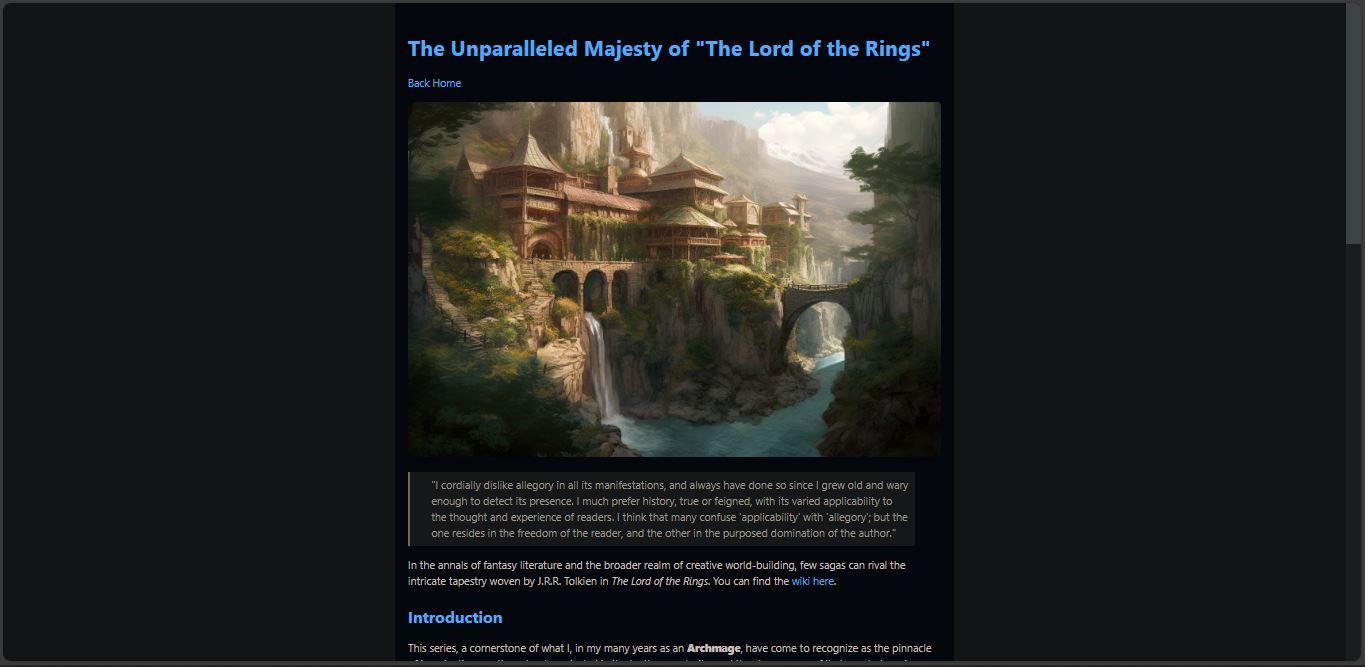 The Unparalleled Majesty of "The Lord of the Rings"
Back Home
"I cordially dislike allegory in all its manifestations, and always have done so since I grew old and wary
enough to detect its presence. I much prefer history, true or feigned, with its varied applicability to
the thought and experience of readers. I think that many confuse 'applicability' with 'allegory'; but the
one resides in the freedom of the reader, and the other in the purposed domination of the author."
In the annals of fantasy literature and the broader realm of creative world-building, few sagas can rival the
intricate tapestry woven by J.R.R. Tolkien in The Lord of the Rings. You can find the wiki here.
Introduction
This series, a cornerstone of what I, in my many years as an Archmage, have come to recognize as the pinnacle